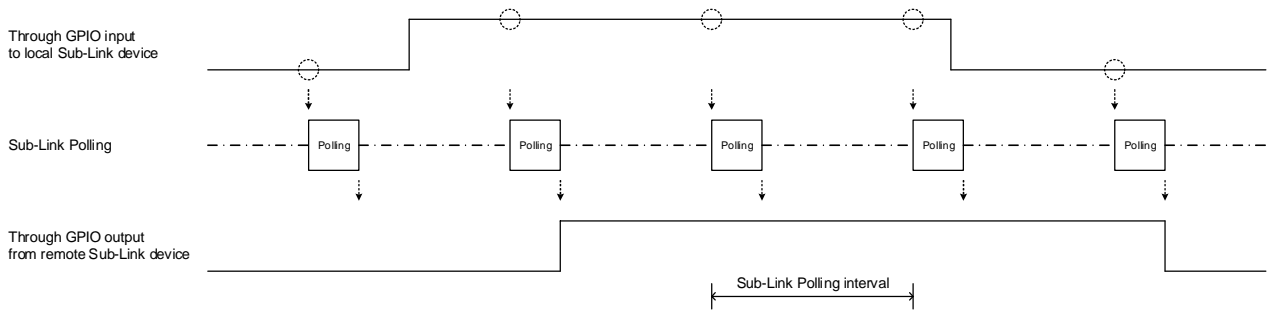 Through GPIO input
to local Sub-Link device
Sub-Link Polling
Polling
Polling
Polling
Polling
Polling
Through GPIO output
from remote Sub-Link device
Sub-Link Polling interval